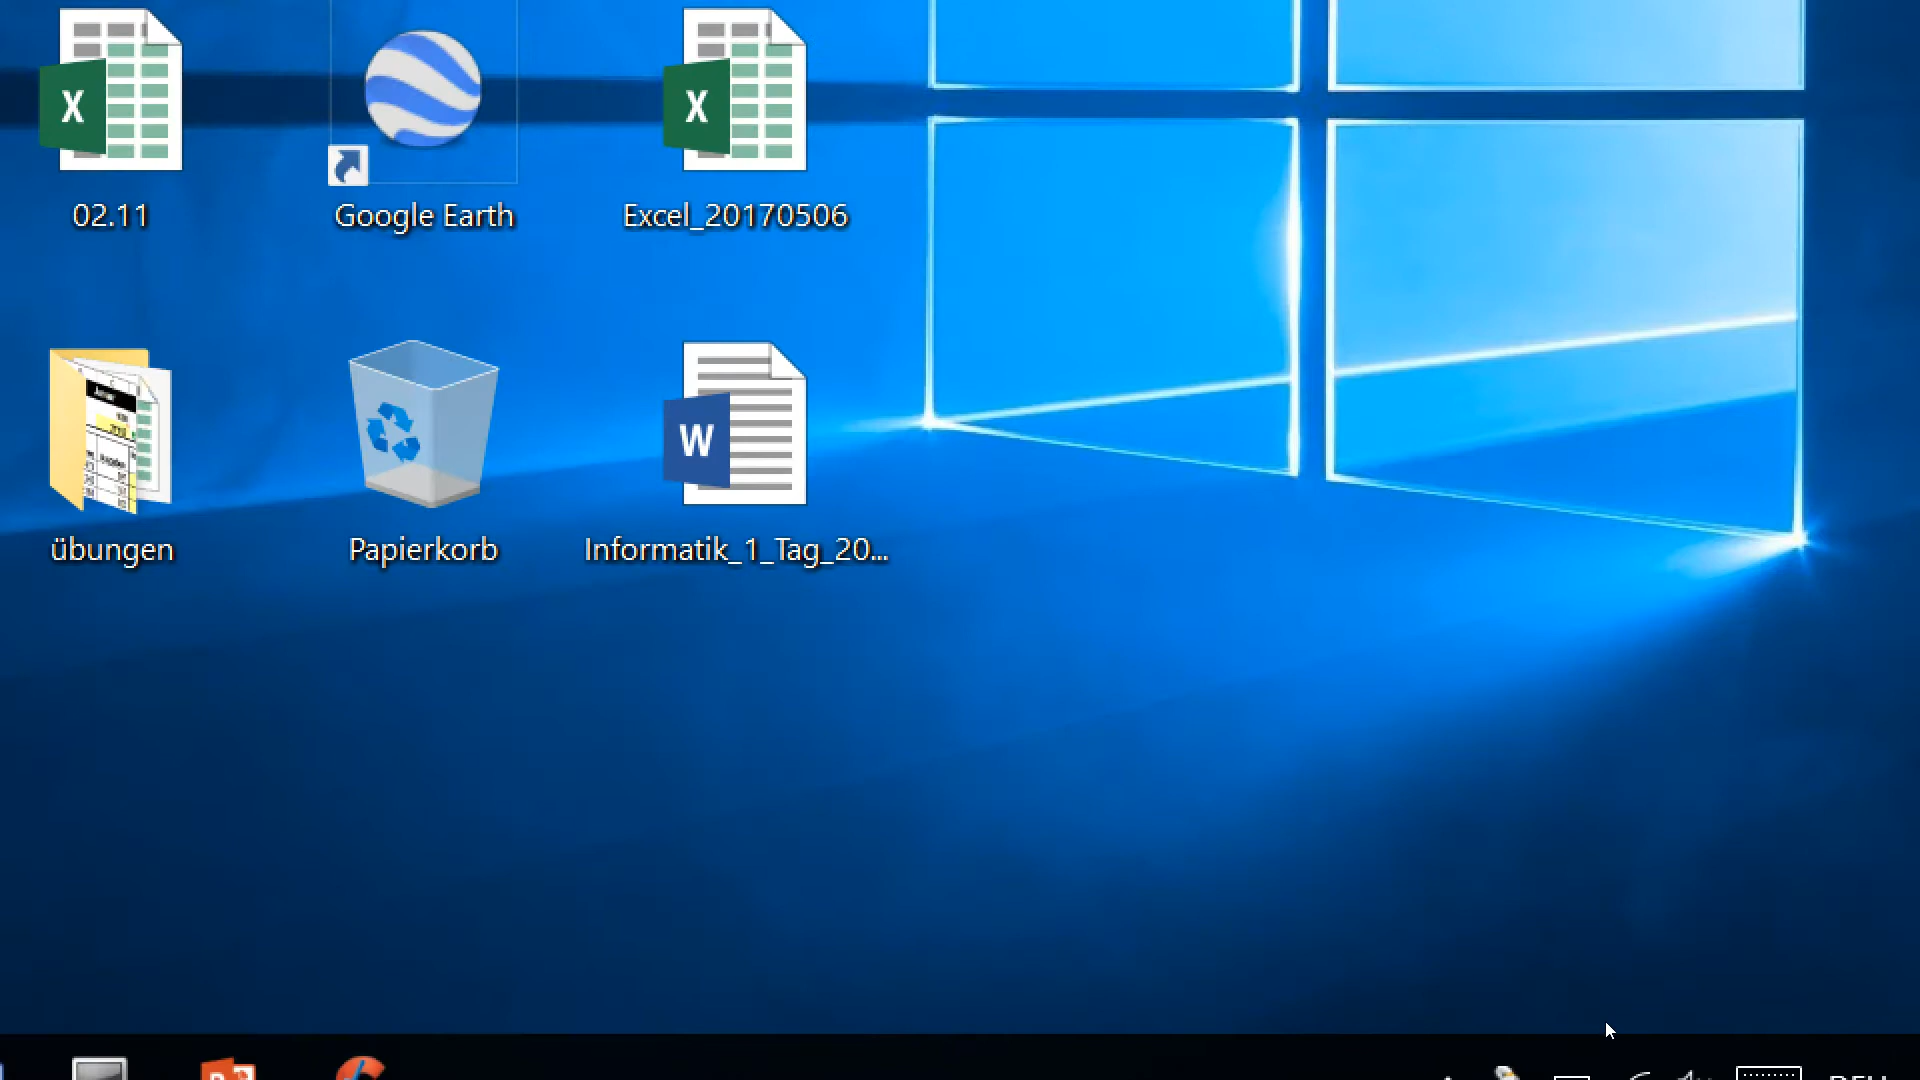 02.11
Google Earth
Excel_20170506
übungen
Papierkorb
Informatik_1_Tag_20...